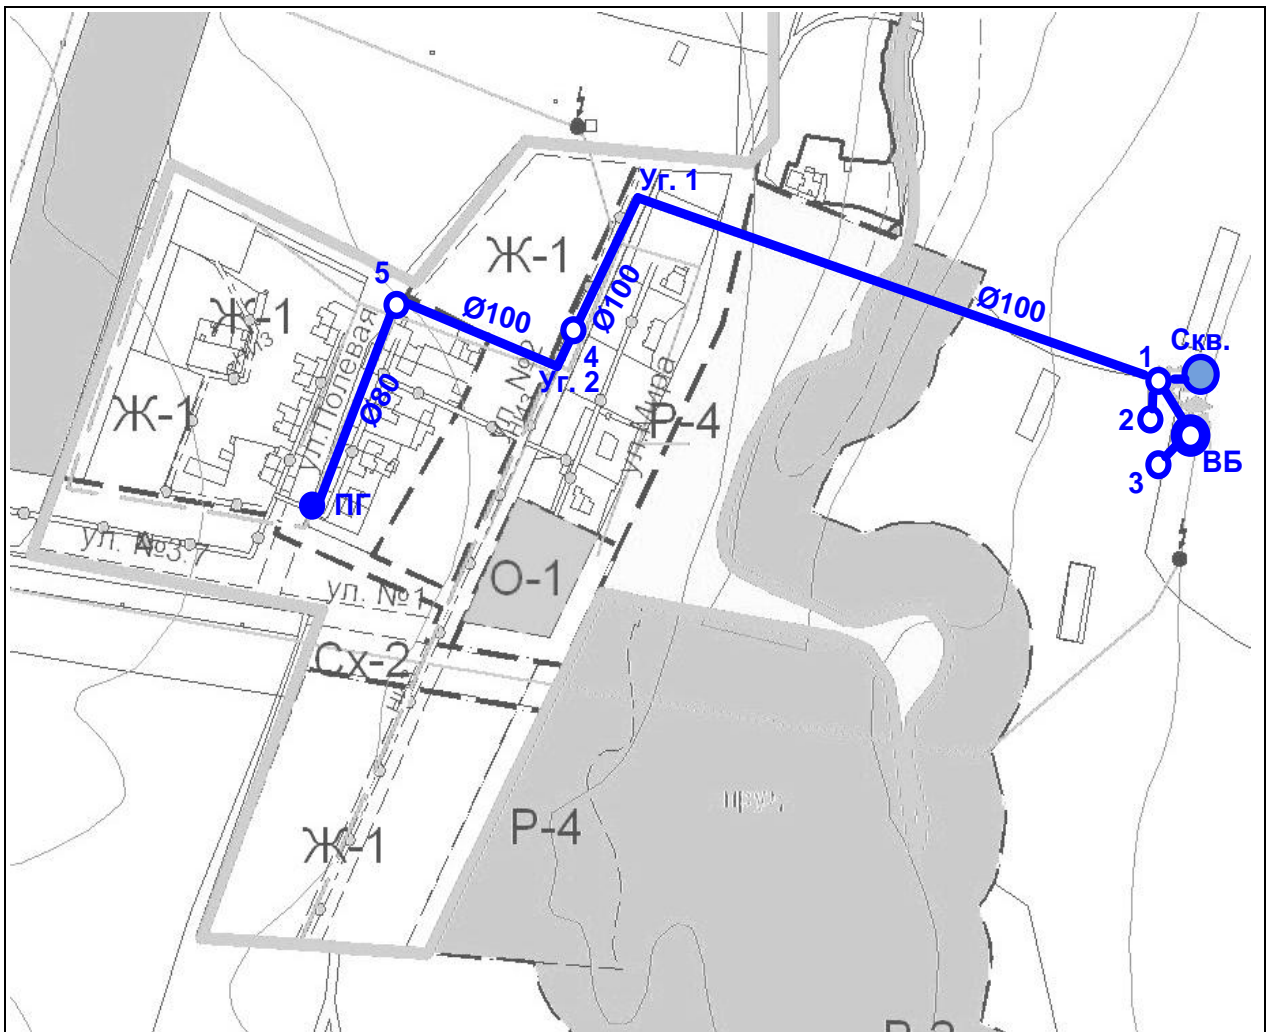 Уг. 1
Ж-1
5
Ø100
Ø100
Ø100
Ж-1
Скв.
1
4
Уг. 2
ул. Полевая
Ø80
Ж-1
ул. Мира
Р-4
2
ВБ
3
ПГ
ул. №3
О-1
ул. №1
Сх-2
пруд
Р-4
Ж-1